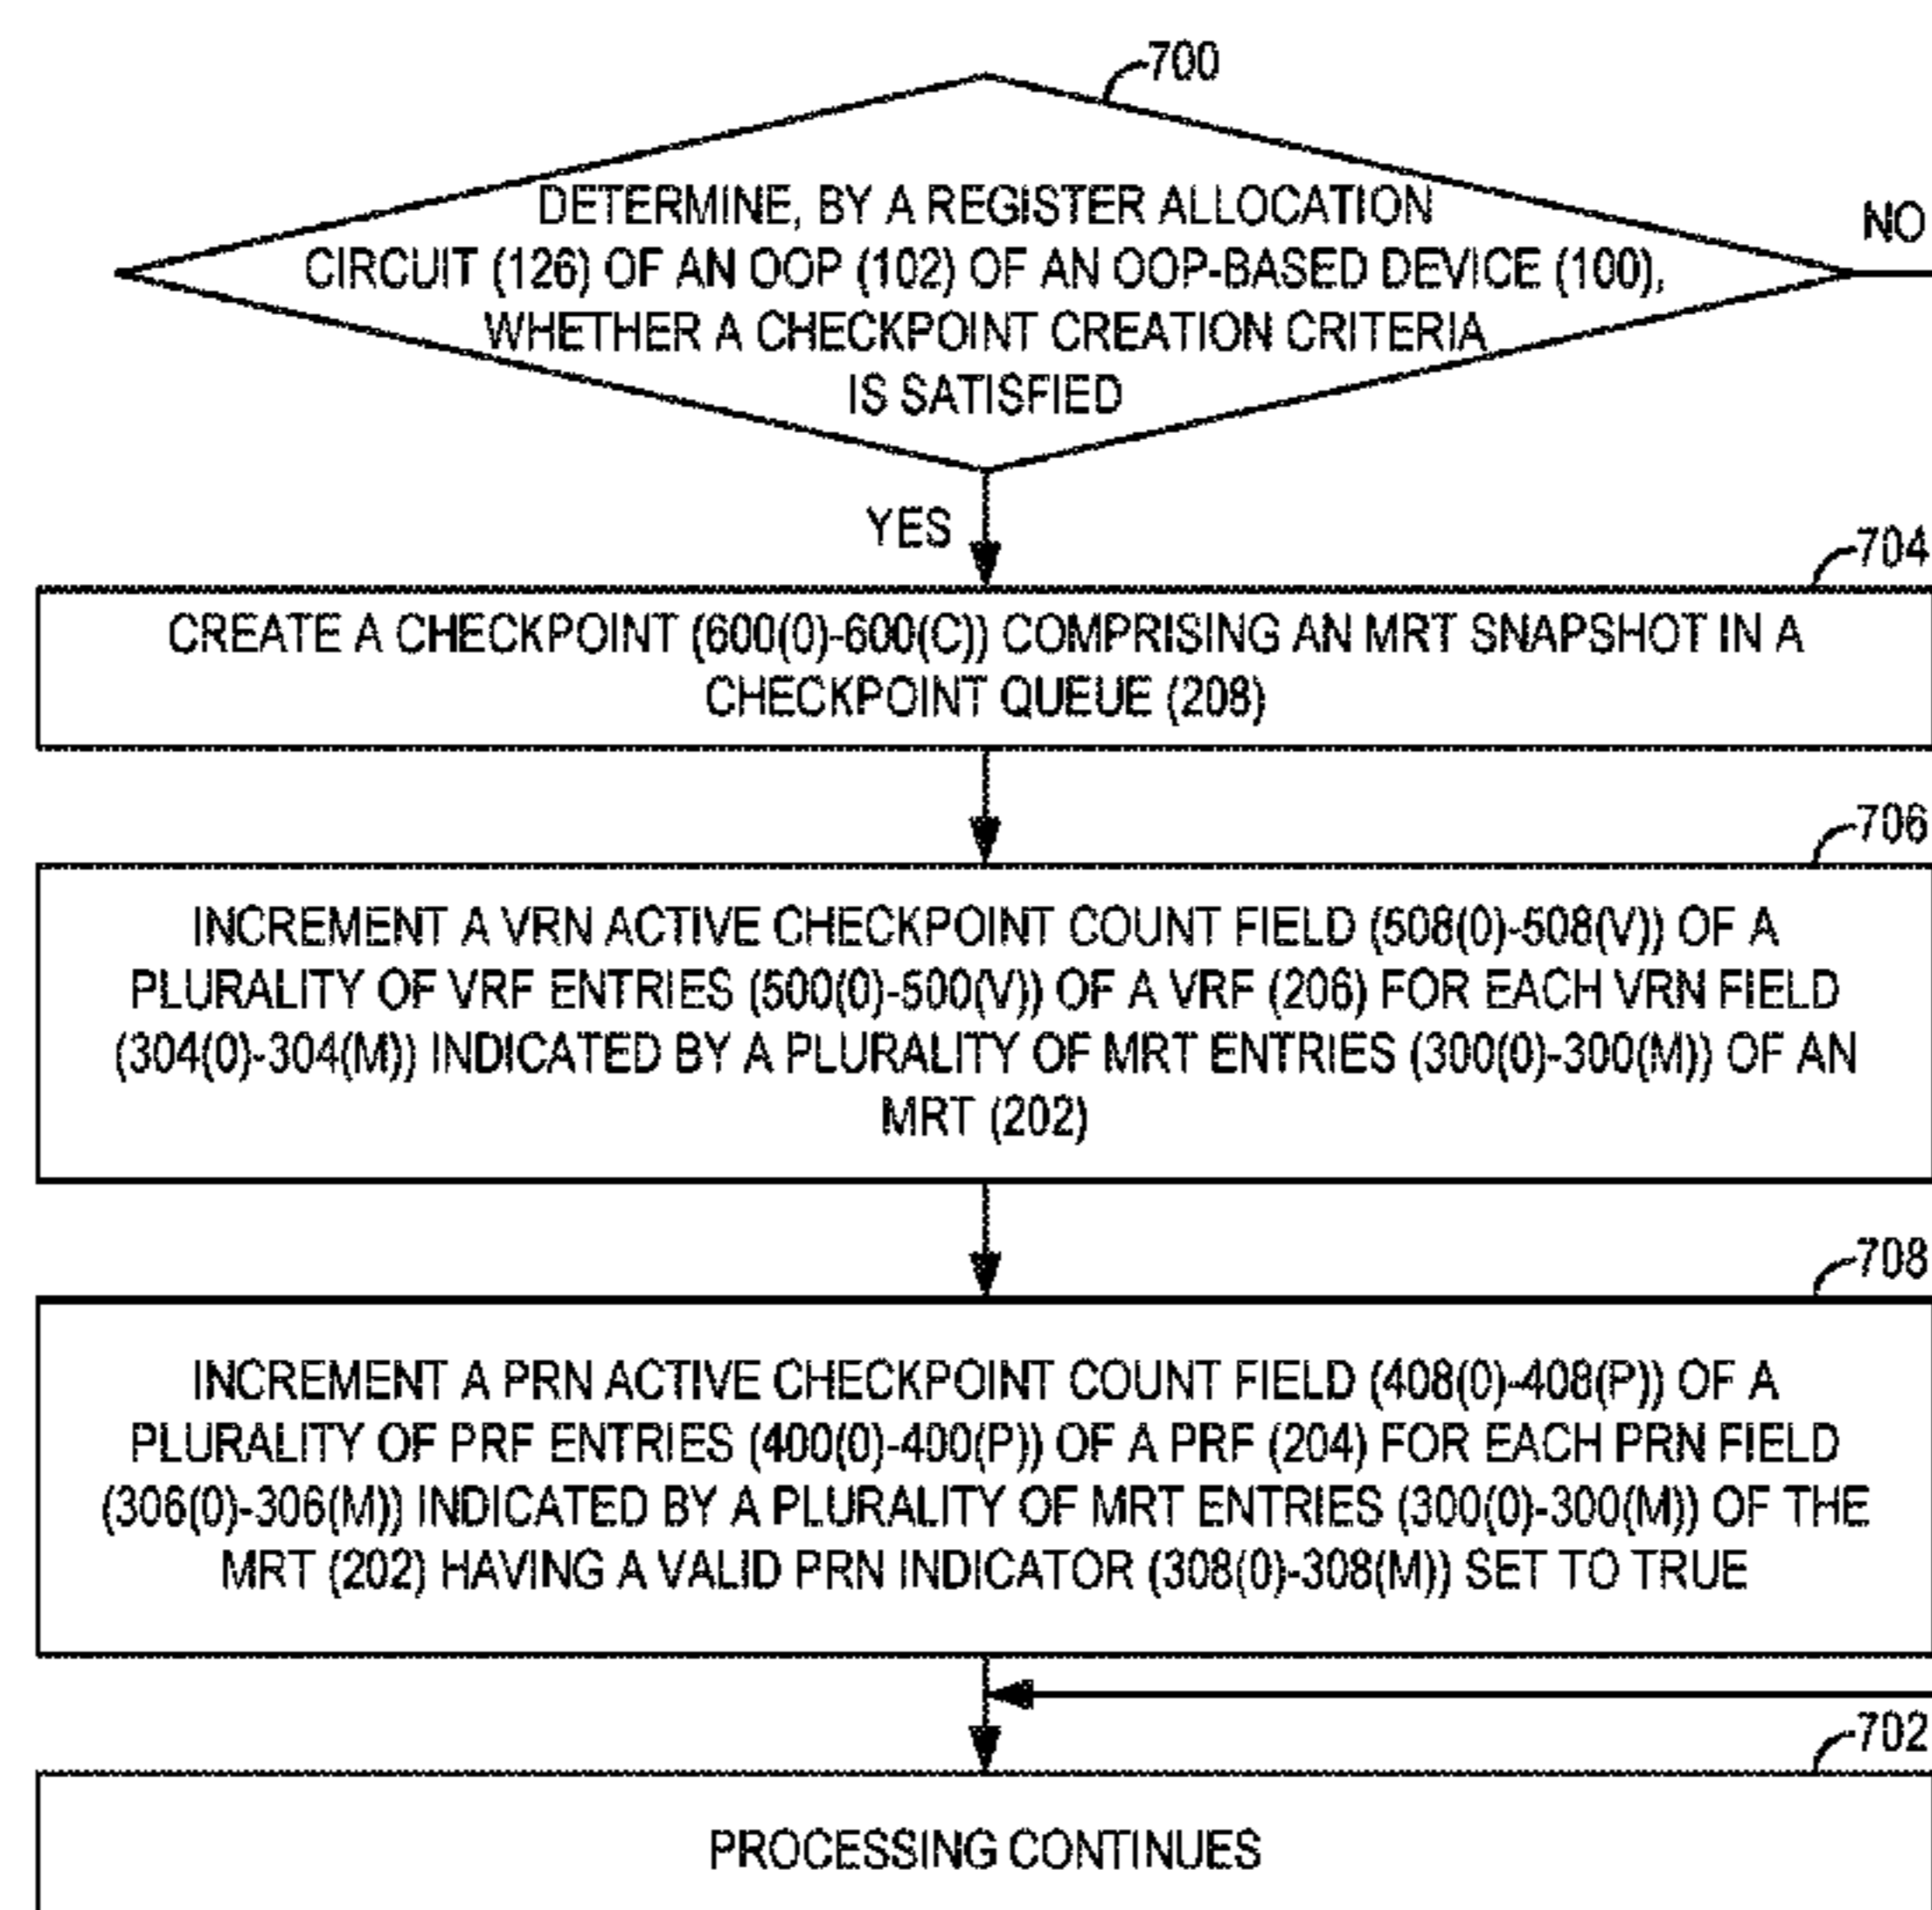 700
DETERMINE, BY A REGISTER ALLOCATION
CIRCUIT (126) OF AN OOP (102) OF AN OOP-BASED DEVICE (100),
WHETHER A CHECKPOINT CREATION CRITERIA
IS SATISFIED
NO
YES
704
CREATE A CHECKPOINT (600(0)-600(C)) COMPRISING AN MRT SNAPSHOT IN A
CHECKPOINT QUEUE (208)
706
INCREMENT A VRN ACTIVE CHECKPOINT COUNT FIELD (508(0)-508(V)) OF A
PLURALITY OF VRF ENTRIES (500(0)-500(V)) OF A VRF (206) FOR EACH VRN FIELD
(304(0)-304(M)) INDICATED BY A PLURALITY OF MRT ENTRIES (300(0)-300(M)) OF AN
MRT (202)
708
INCREMENT A PRN ACTIVE CHECKPOINT COUNT FIELD (408(0)-408(P)) OF A
PLURALITY OF PRF ENTRIES (400(0)-400(P)) OF A PRF (204) FOR EACH PRN FIELD
(306(0)-306(M)) INDICATED BY A PLURALITY OF MRT ENTRIES (300(0)-300(M)) OF THE
MRT (202) HAVING A VALID PRN INDICATOR (308(0)-308(M)) SET TO TRUE
702
PROCESSING CONTINUES